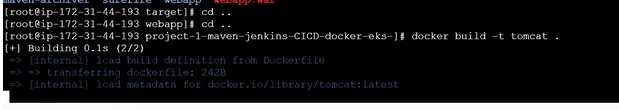 maven-archiver surefire webapp webapp.war
[root@ip-172-31-44-193 target]# cd ..
[root@ip-172-31-44-193 webapp]# cd ..
[root@ip-172-31-44-193 project-1-maven-jenkins-CICD-docker-eks-]# docker build -t tomcat .
[+] Building 0.1s (2/2)
=> [internal] load build definition from Dockerfile
=> => transferring dockerfile: 242B
=> [internal] load metadata for docker.io/library/tomcat:latest